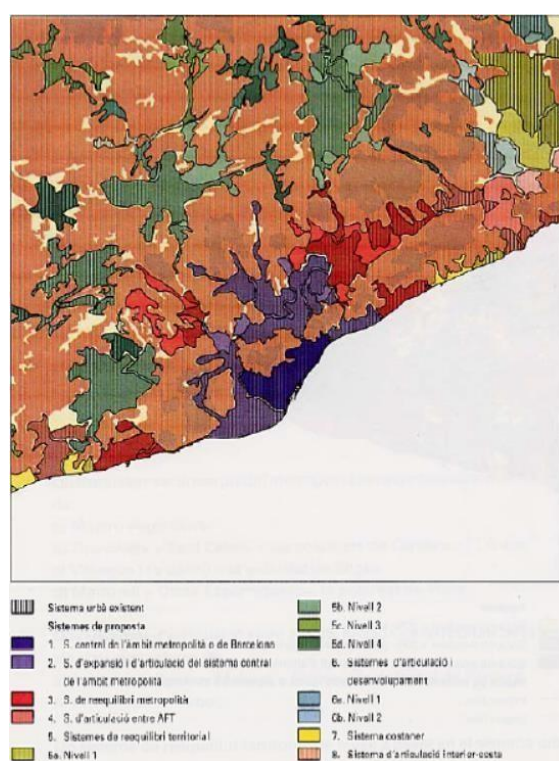 Sistema urbà existent
Sistemes de proposta
1. S. central de l'àmbit metropolità o de Barcelona
2. S. d'expansió i d'articulació del sistema central
de l'àmbit metropolità
3. S. de reequilibri metropolità
4. S. d'articulació entre AFT
5. Sistemes de reequilibri territorial
5a. Nivell 1
5b. Nivell 2
5c. Nivell 3
5d. Nivell 4
6. Sistemes d'articulació i
desenvolupament
6a. Nivell 1
6b. Nivell 2
7. Sistema costaner
8. Sistema d'articulació interior-costa